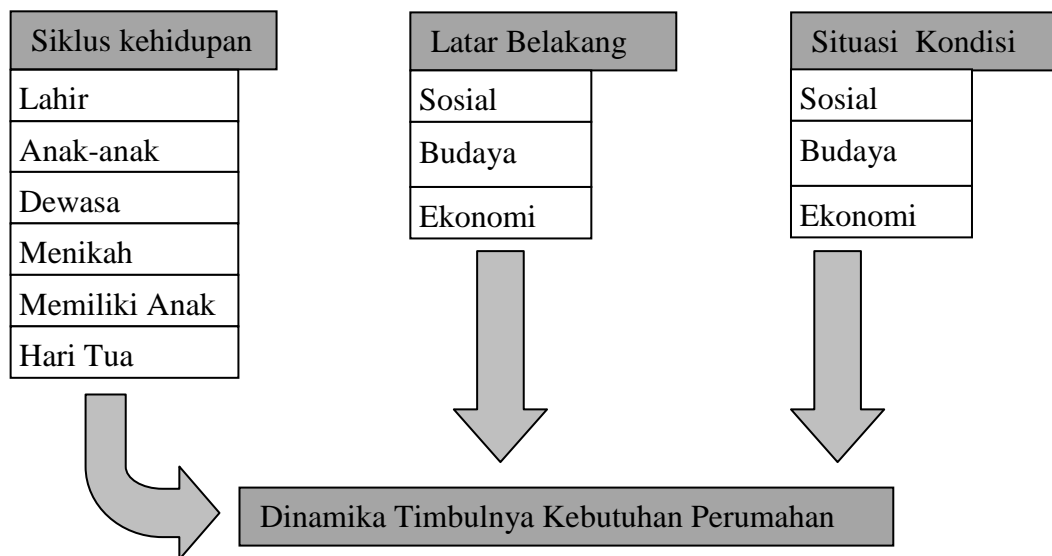 Siklus kehidupan
Lahir
Anak-anak
Dewasa
Menikah
Memiliki Anak
Hari Tua
Latar Belakang
Sosial
Budaya
Ekonomi
Situasi Kondisi
Sosial
Budaya
Ekonomi
Dinamika Timbulnya Kebutuhan Perumahan